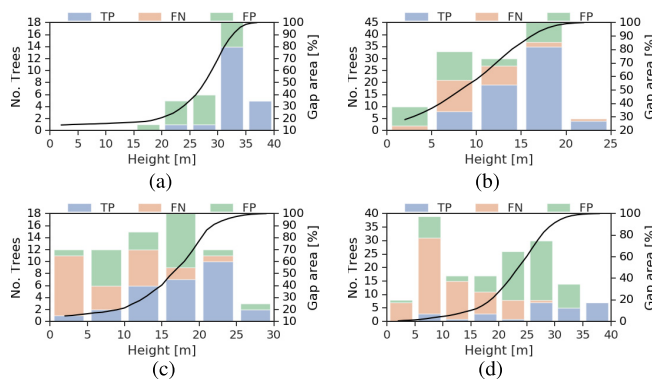 TP FN FP
No. Trees
18 16 14 12 10 8 6 4 2 0
100 90 80 70 60 50 40 30 20 10
Gap area [%]
0 5 10 15 20 25 30 35 40
Height [m]
(a)
TP FN FP
No. Trees
45 40 35 30 25 20 15 10 5 0
100 90 80 70 60 50 40 30 20
Gap area [%]
0 5 10 15 20 25
Height [m]
(b)
TP FN FP
No. Trees
18 16 14 12 10 8 6 4 2 0
100 90 80 70 60 50 40 30 20 10
Gap area [%]
0 5 10 15 20 25 30
Height [m]
(c)
TP FN FP
No. Trees
40 35 30 25 20 15 10 5 0
100 80 60 40 20 0
Gap area [%]
0 5 10 15 20 25 30 35 40
Height [m]
(d)